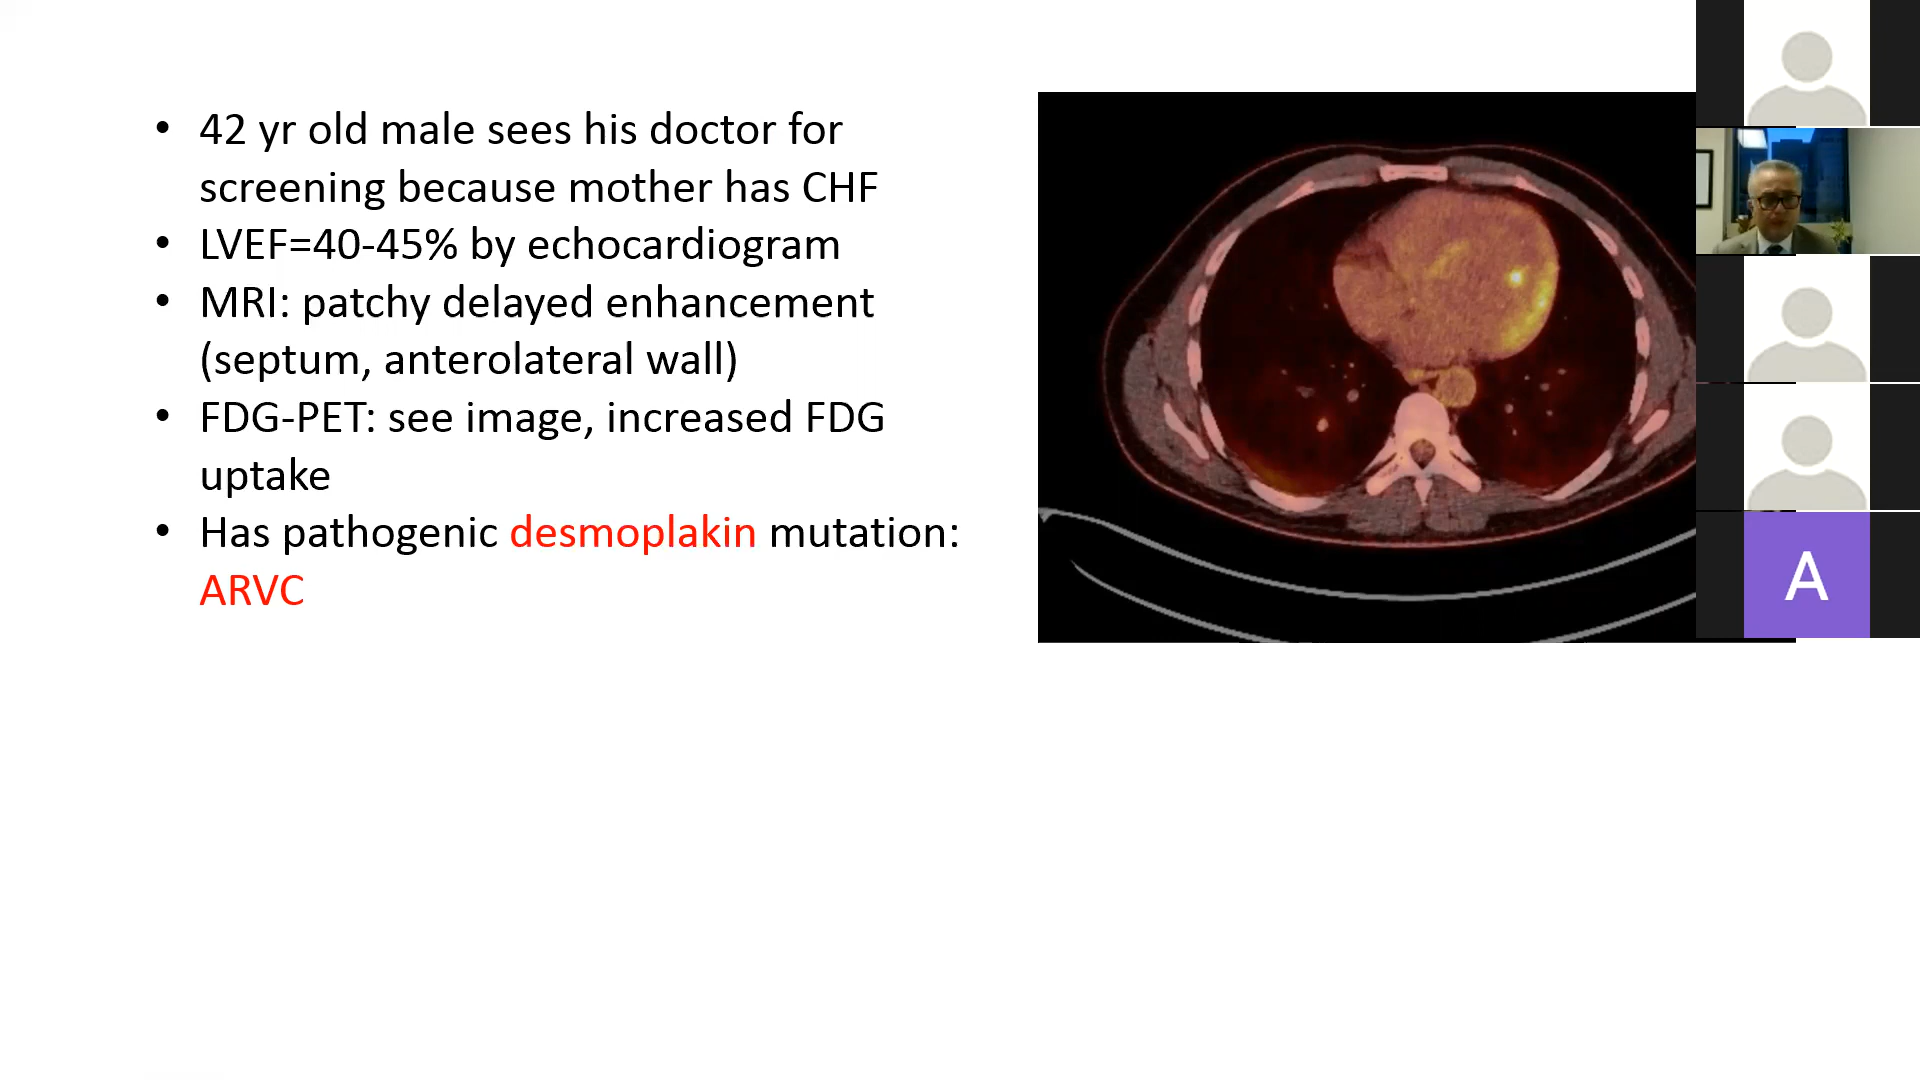 • 42 yr old male sees his doctor for
screening because mother has CHF
• LVEF=40-45% by echocardiogram
• MRI: patchy delayed enhancement
(septum, anterolateral wall)
• FDG-PET: see image, increased FDG
uptake
• Has pathogenic desmoplakin mutation:
ARVC
A